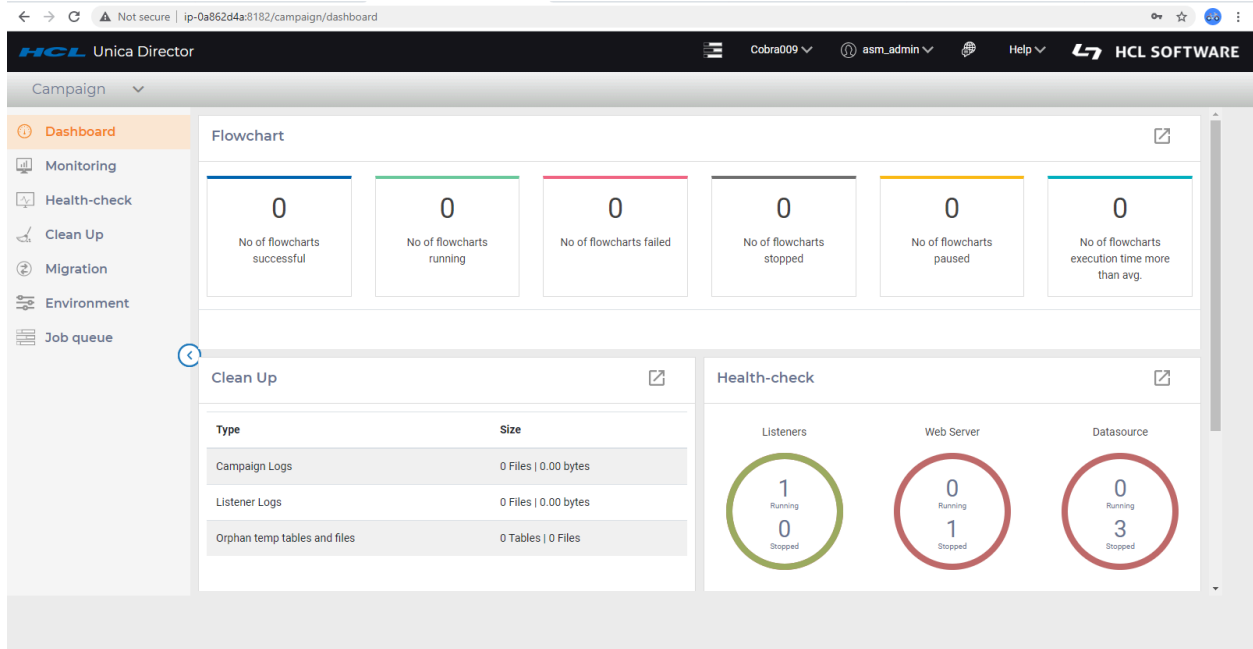 Not secure | ip-0a862d4a:8182/campaign/dashboard
HCL Unica Director
Cobra009
asm_admin
Help
HCL SOFTWARE
Campaign
Dashboard
Monitoring
Health-check
Clean Up
Migration
Environment
Job queue
Flowchart
0
No of flowcharts
successful
0
No of flowcharts
running
0
No of flowcharts failed
0
No of flowcharts
stopped
0
No of flowcharts
paused
0
No of flowcharts
execution time more
than avg.
Clean Up
Type Size
Campaign Logs 0 Files | 0.00 bytes
Listener Logs 0 Files | 0.00 bytes
Orphan temp tables and files 0 Tables | 0 Files
Health-check
Listeners
1
Running
0
Stopped
Web Server
0
Running
1
Stopped
Datasource
0
Running
3
Stopped